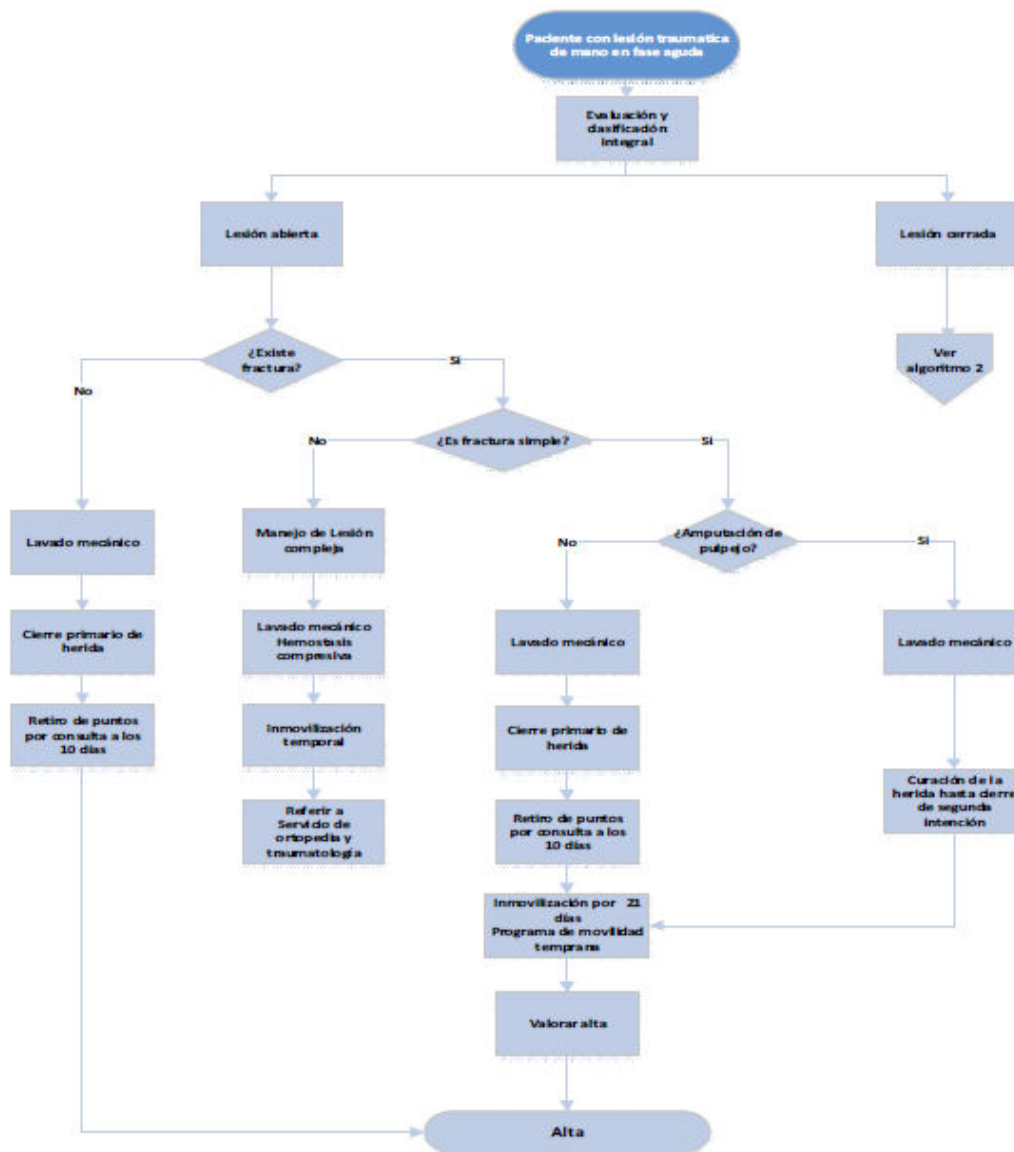 Paciente con lesión traumatica
de mano en fase aguda
Evaluación y
clasificación
integral
Lesión abierta
Lesión cerrada
¿Existe
fractura?
Si
No
Ver
algoritmo 2
¿Es fractura simple?
No
Si
Lavado mecánico
Manejo de Lesión
compleja
¿Amputación de
pulpejo?
No
Si
Cierre primario de
herida
Lavado mecánico
Hemostasis
compresiva
Lavado mecánico
Lavado mecánico
Retiro de puntos
por consulta a los
10 días
Inmovilización
temporal
Cierre primario de
herida
Curación de la
herida hasta cierre
de segunda
intención
Referir a
Servicio de
ortopedia y
traumatología
Retiro de puntos
por consulta a los
10 días
Inmovilización por 21
días
Programa de movilidad
temprana
Valorar alta
Alta